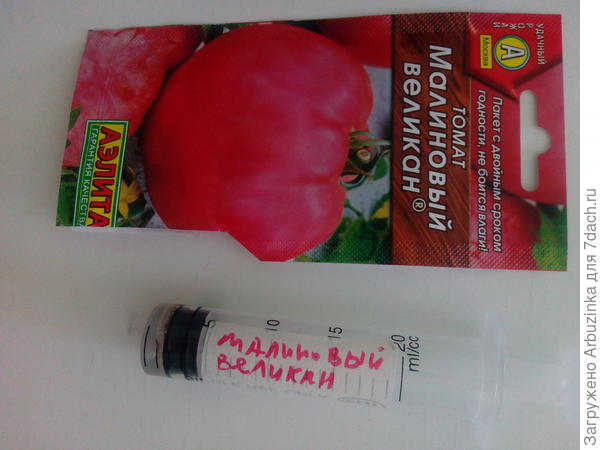 УДАЧНЫЙ
УРОЖАЙ
Москва
Пакет с двойным сроком
годности, не боится влаги!
ТОМАТ
Малиновый
великан®
АЭЛИТА
ГАРАНТИЯ КАЧЕСТВА
5 10 15 20 ml/cc
МАЛИНОВЫЙ
ВЕЛИКАН
Загружено Arbuzinka для 7dach.ru